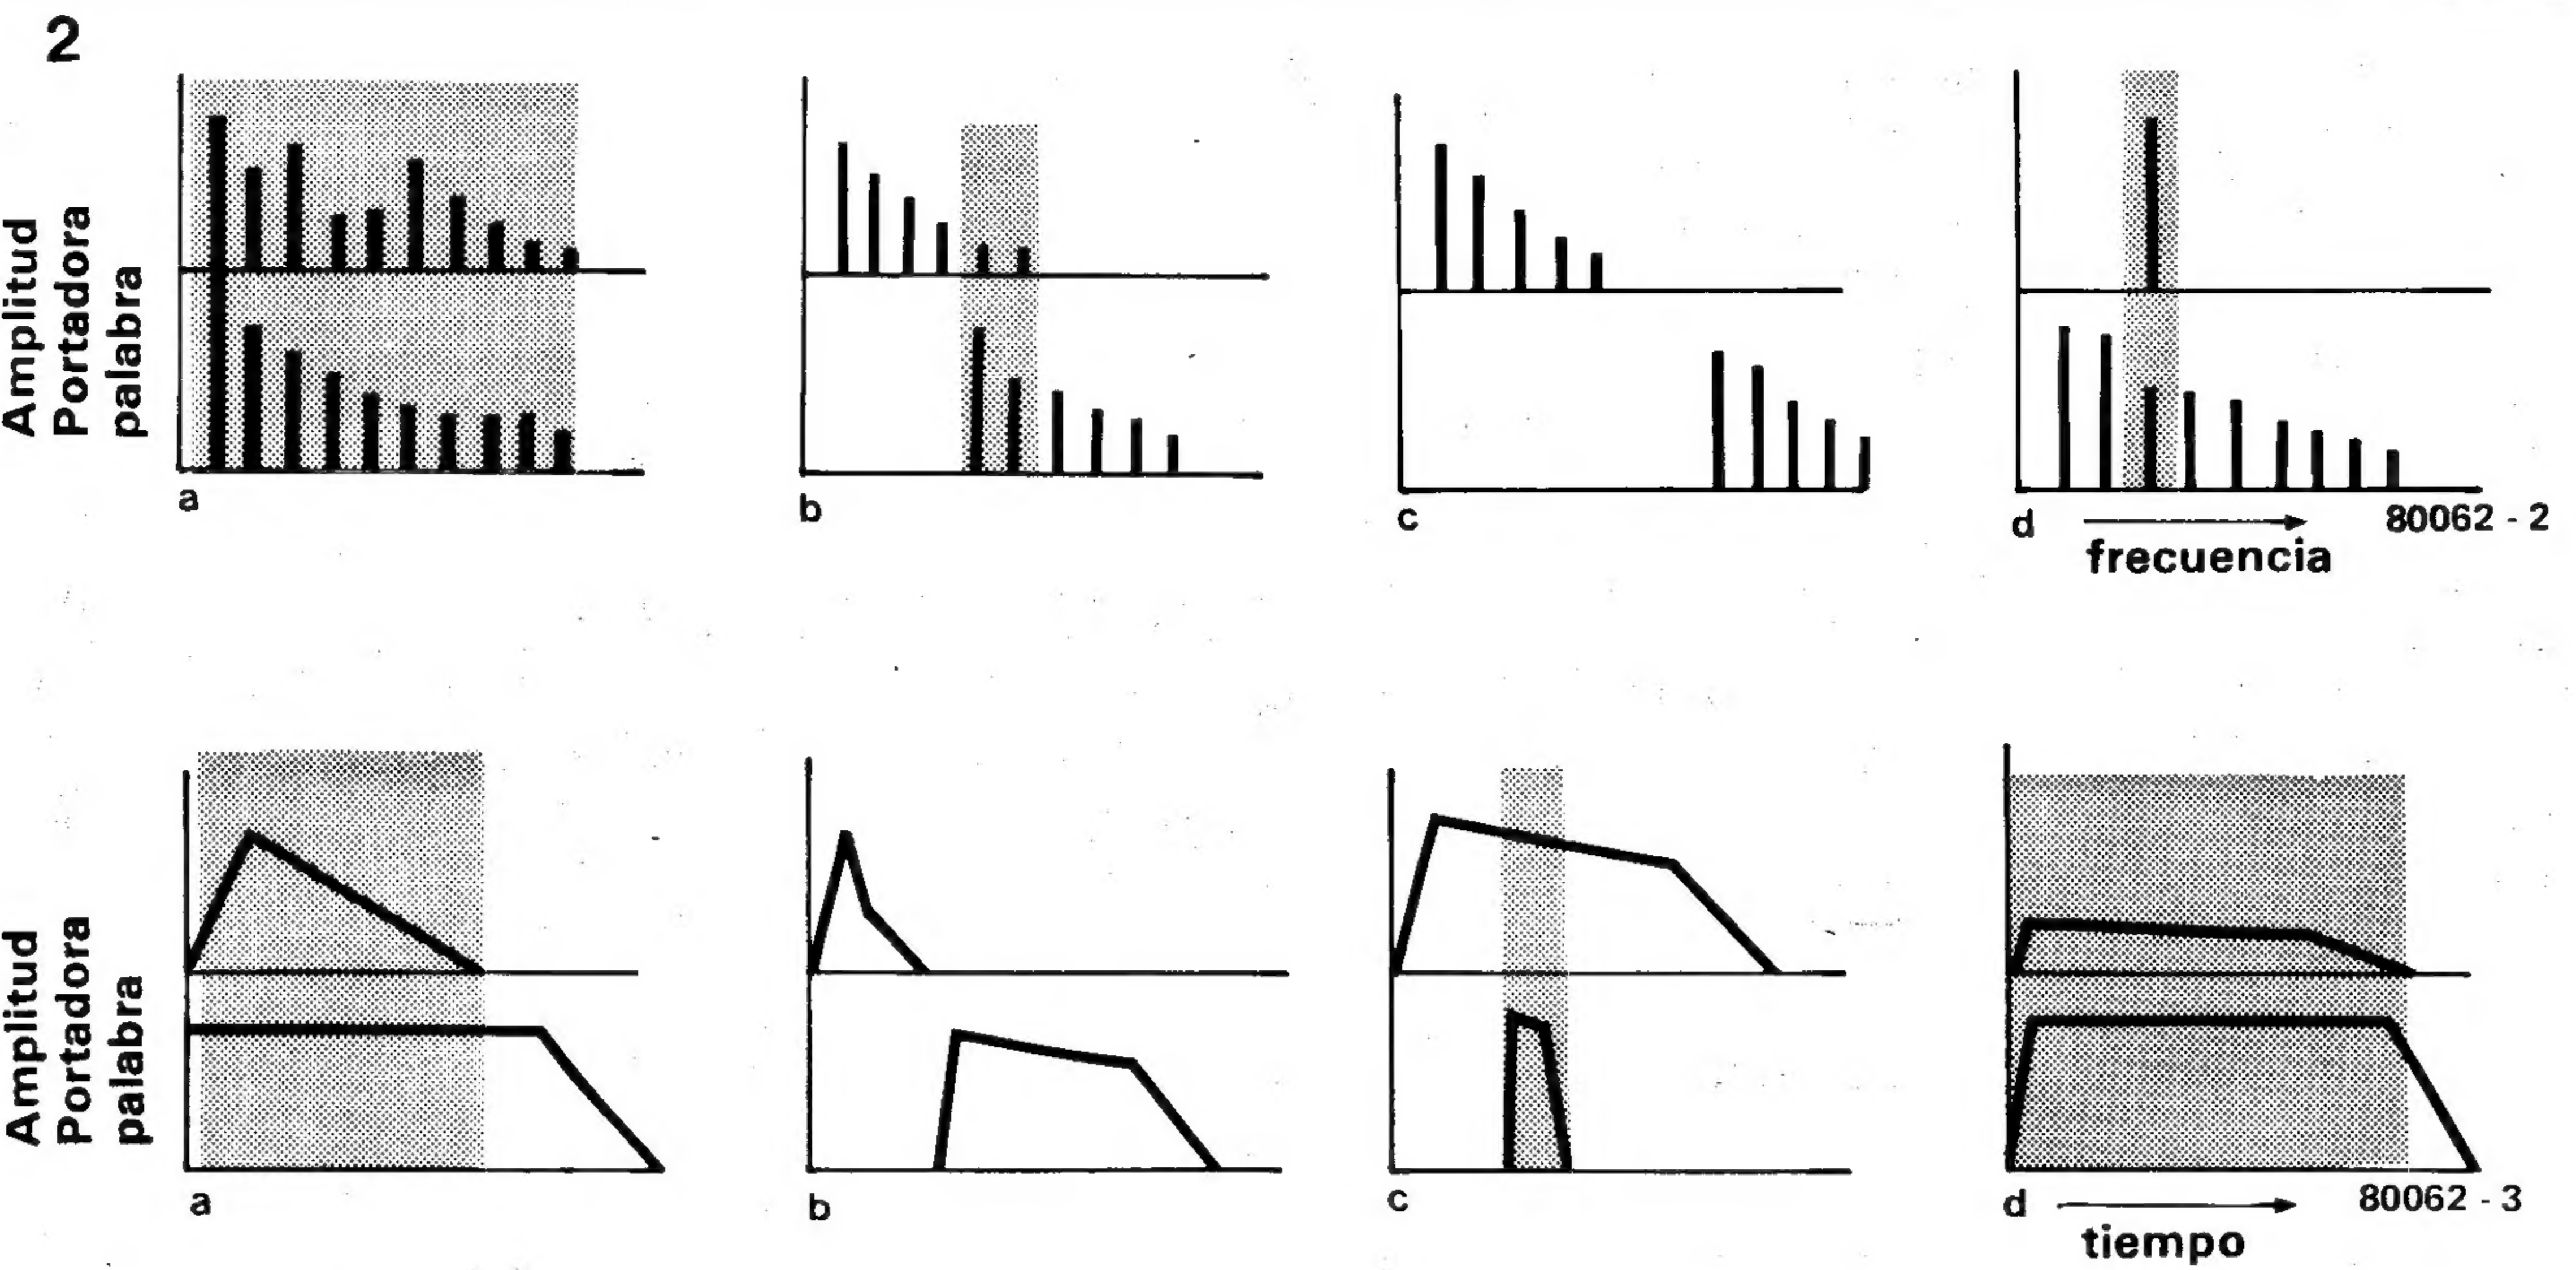 2
Amplitud
Portadora
palabra
a
b
c
d
80062 - 2
frecuencia
Amplitud
Portadora
palabra
a
b
c
d
80062 - 3
tiempo